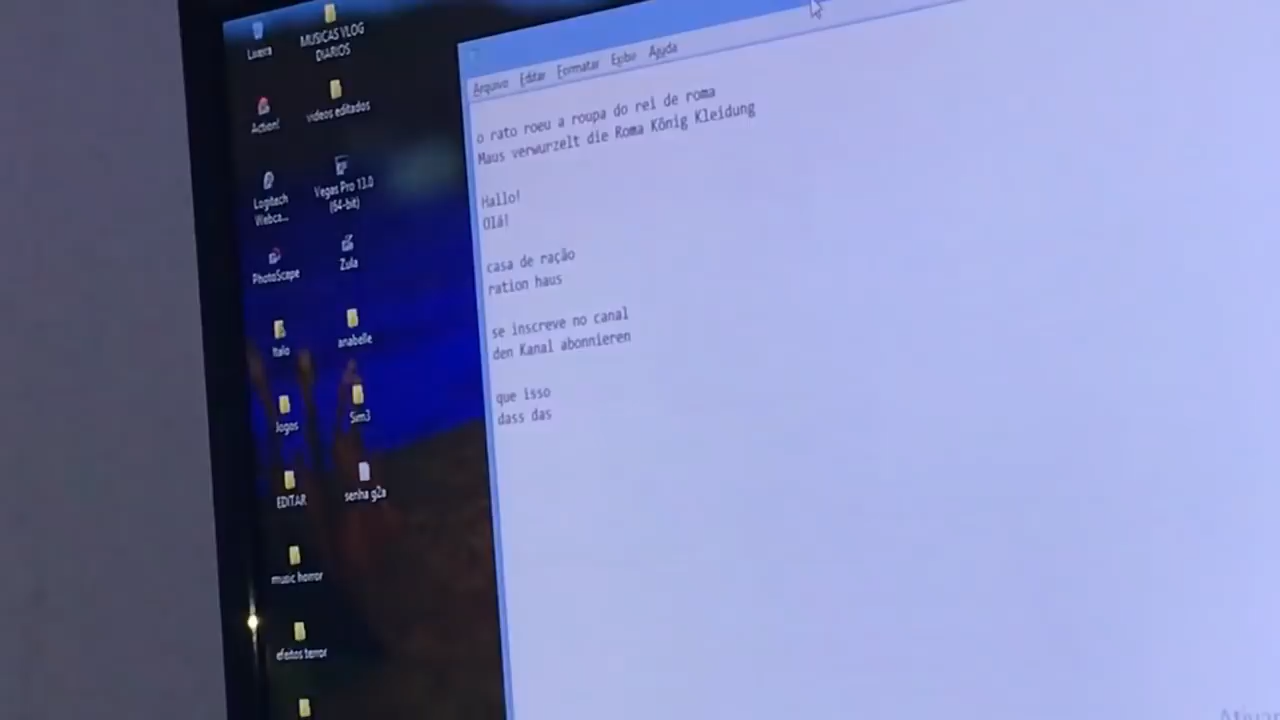 Lixeira
MUSICAS VLOG
DIARIOS
Action!
videos editados
Logitech
Webca...
Vegas Pro 13.0
(64-bit)
PhotoScape
Zula
Italo
anabelle
Jogos
Sim3
EDITAR
senha g2a
music horror
efeitos terror
Arquivo Editar Formatar Exibir Ajuda
o rato roeu a roupa do rei de roma
Maus verwurzelt die Roma König Kleidung
Hallo!
Olá!
casa de ração
ration haus
se inscreve no canal
den Kanal abonnieren
que isso
dass das